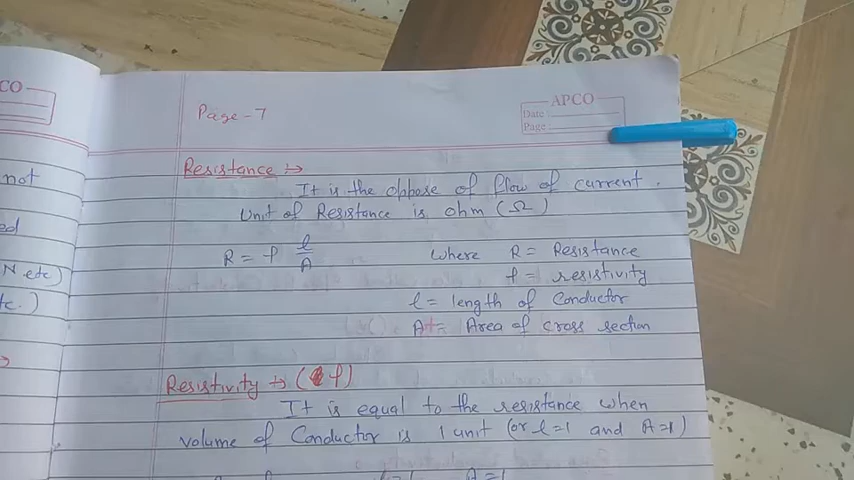 CO
Page-7
APCO
Date :
Page :
not
Resistance :→
It is the oppose of flow of current.
Unit of Resistance is ohm (Ω)
R = ρ l/A
where R = Resistance
ρ = resistivity
l = length of Conductor
A = Area of cross section
N etc)
tc.)
Resistivity → (ρ)
It is equal to the resistance when
volume of Conductor is 1 unit (or l=1 and A=1)
l=1 A=1